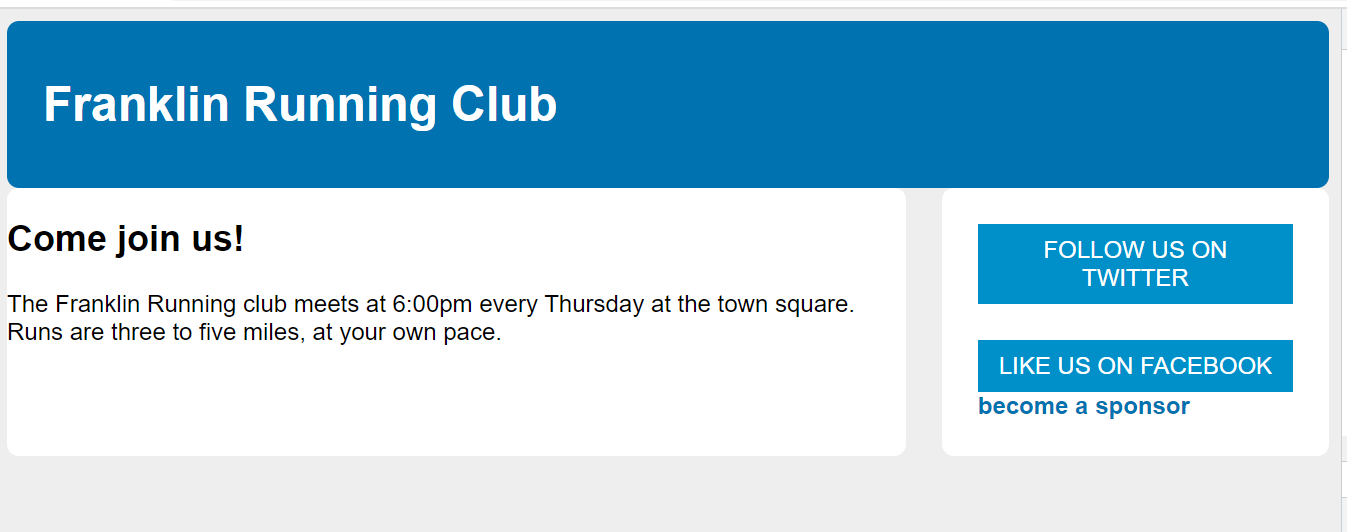 Franklin Running Club
Come join us!
The Franklin Running club meets at 6:00pm every Thursday at the town square.
Runs are three to five miles, at your own pace.
FOLLOW US ON
TWITTER
LIKE US ON FACEBOOK
become a sponsor